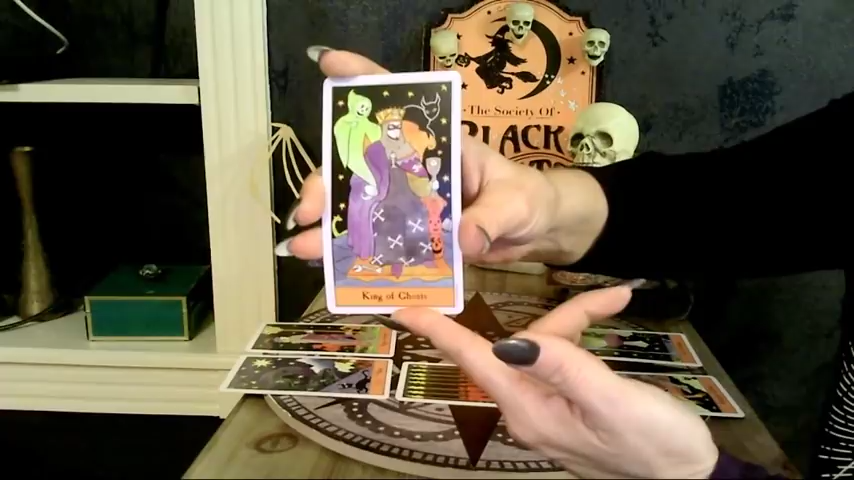 The Society Of
BLACK
King of Ghosts